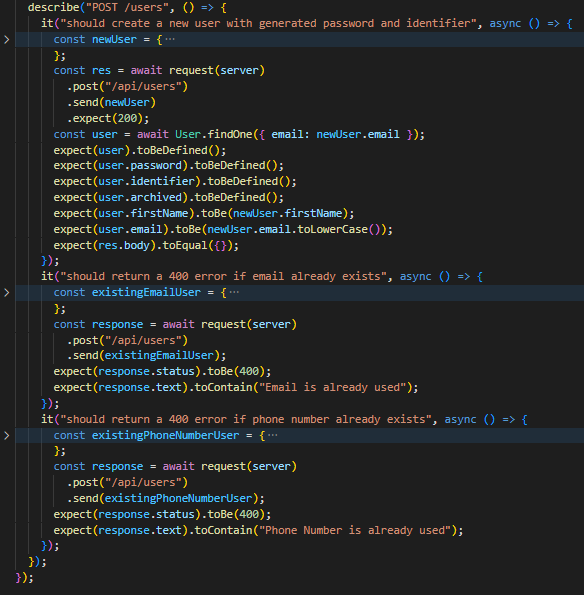 describe("POST /users", () => {
it("should create a new user with generated password and identifier", async () => {
const newUser = {···
};
const res = await request(server)
.post("/api/users")
.send(newUser)
.expect(200);
const user = await User.findOne({ email: newUser.email });
expect(user).toBeDefined();
expect(user.password).toBeDefined();
expect(user.identifier).toBeDefined();
expect(user.archived).toBeDefined();
expect(user.firstName).toBe(newUser.firstName);
expect(user.email).toBe(newUser.email.toLowerCase());
expect(res.body).toEqual({});
});
it("should return a 400 error if email already exists", async () => {
const existingEmailUser = {···
};
const response = await request(server)
.post("/api/users")
.send(existingEmailUser);
expect(response.status).toBe(400);
expect(response.text).toContain("Email is already used");
});
it("should return a 400 error if phone number already exists", async () => {
const existingPhoneNumberUser = {···
};
const response = await request(server)
.post("/api/users")
.send(existingPhoneNumberUser);
expect(response.status).toBe(400);
expect(response.text).toContain("Phone Number is already used");
});
});
});